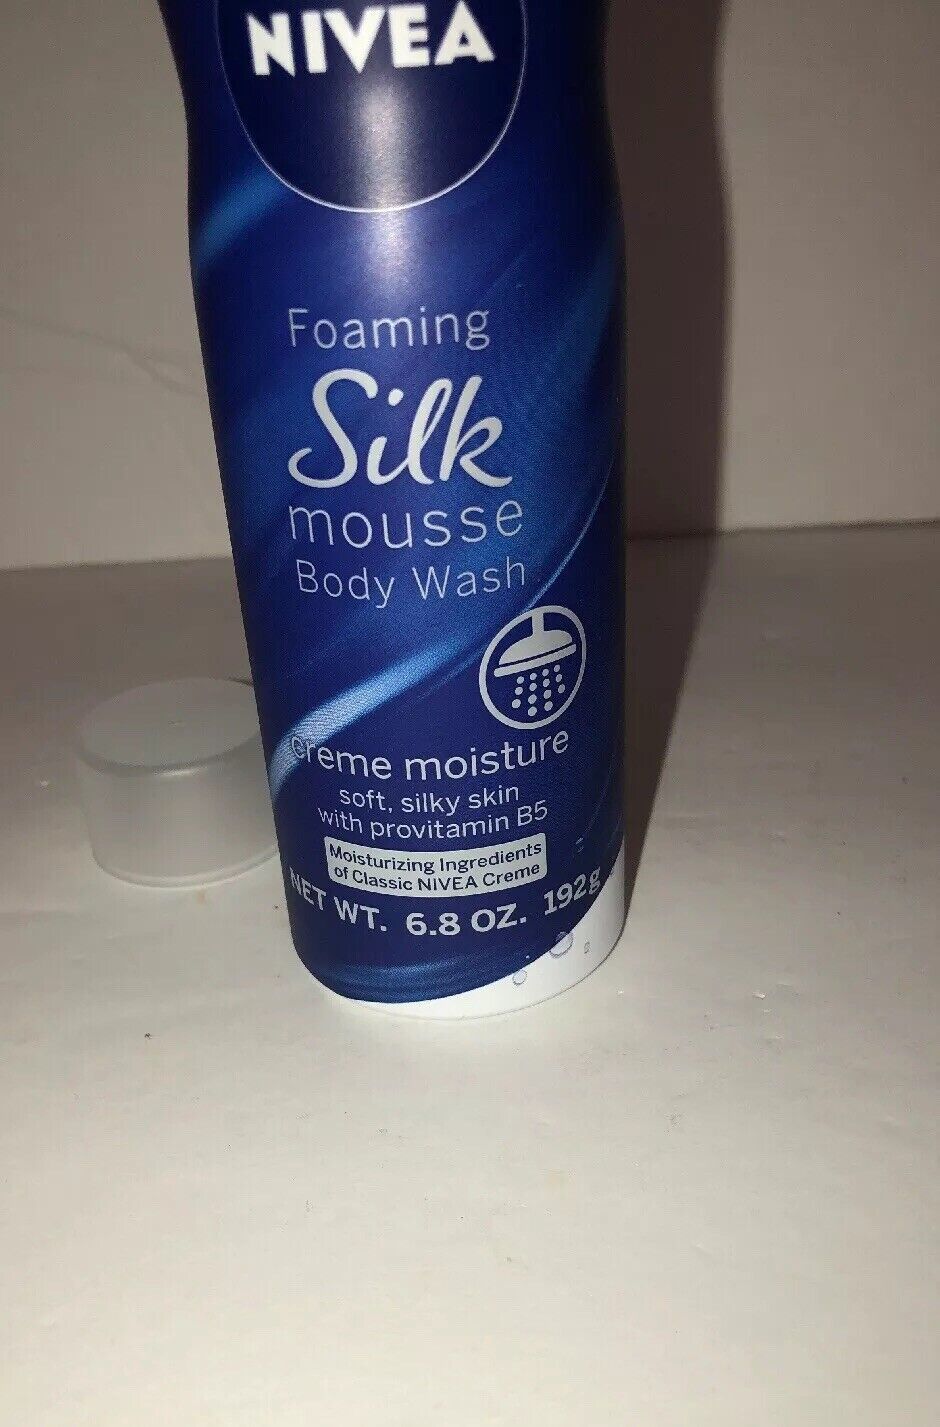 NIVEA
Foaming
Silk
mousse
Body Wash
creme moisture
soft, silky skin
with provitamin B5
Moisturizing Ingredients
of Classic NIVEA Creme
NET WT. 6.8 OZ. 192g